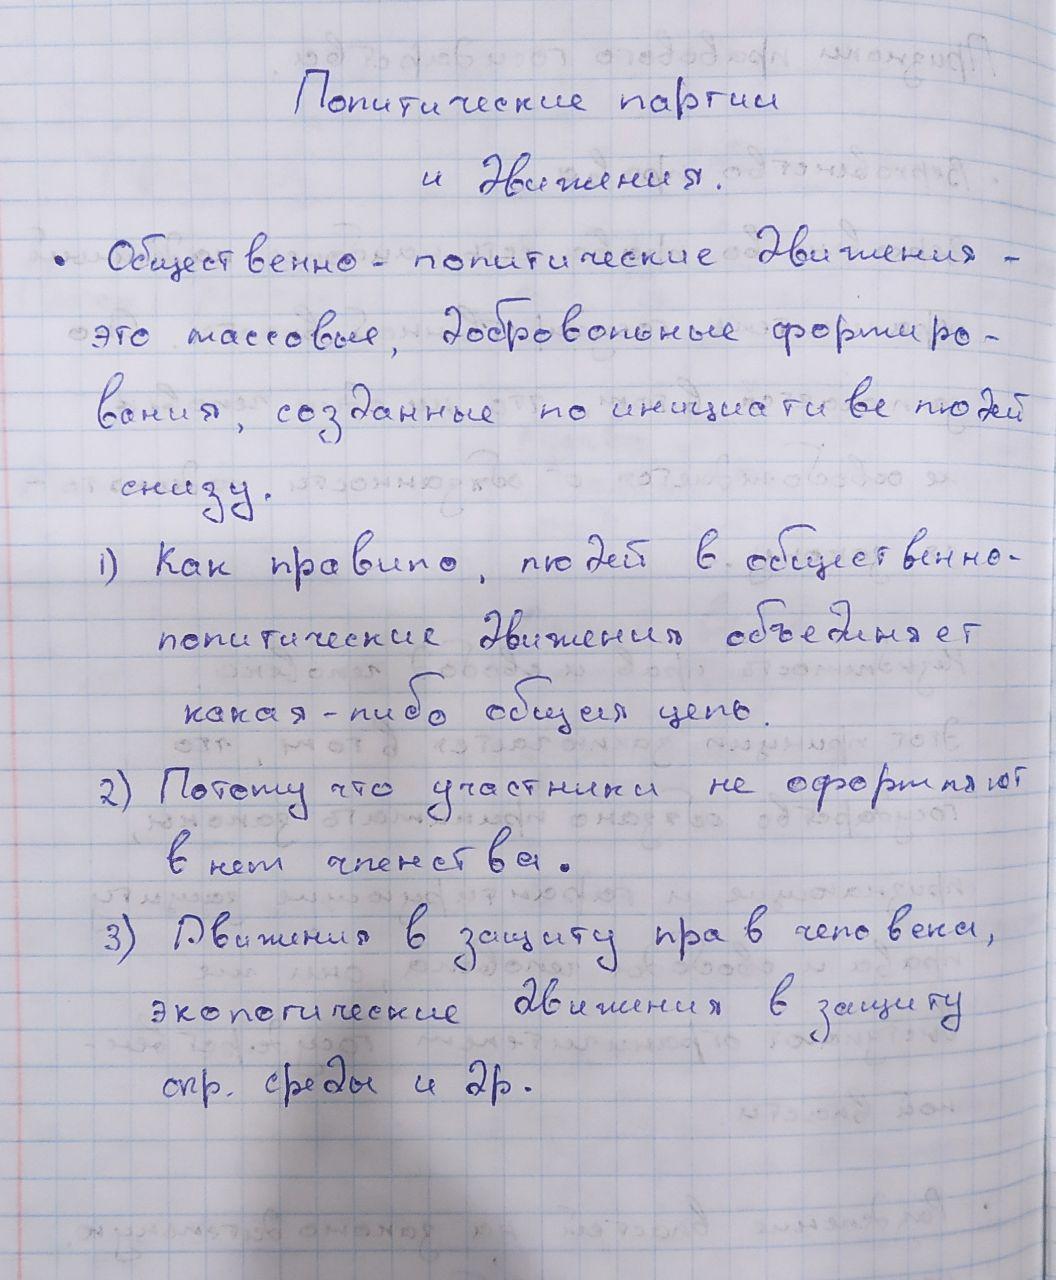 Политические партии
и движения.
• Общественно - политические движения -
это массовые, добровольные формиро-
вания, созданные по инициативе людей
снизу.
1) Как правило, людей в общественно-
политические движения объединяет
какая-либо общая цель.
2) Потому что участники не оформляют
в нем членства.
3) Движения в защиту прав человека,
экологические движения в защиту
окр. среды и др.